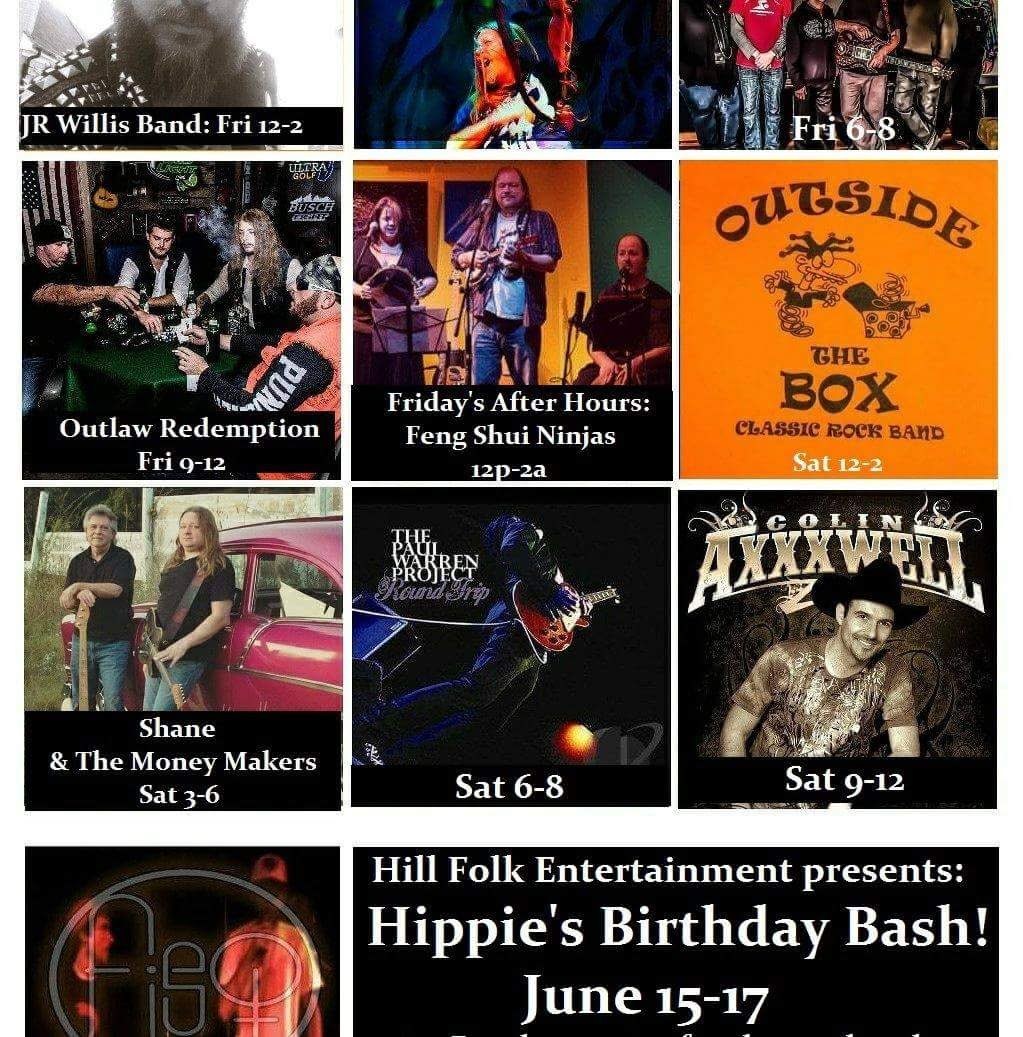 JR Willis Band: Fri 12-2
Fri 6-8
ULTRA
GOLF
BUSCH
LIGHT
PUN
Outlaw Redemption
Fri 9-12
Friday's After Hours:
Feng Shui Ninjas
12p-2a
OUTSIDE
THE
BOX
CLASSIC ROCK BAND
Sat 12-2
Shane
& The Money Makers
Sat 3-6
THE
PAUL
WARREN
PROJECT
Round Trip
Sat 6-8
COLIN
AXXXWELL
Sat 9-12
Hill Folk Entertainment presents:
Hippie's Birthday Bash!
June 15-17